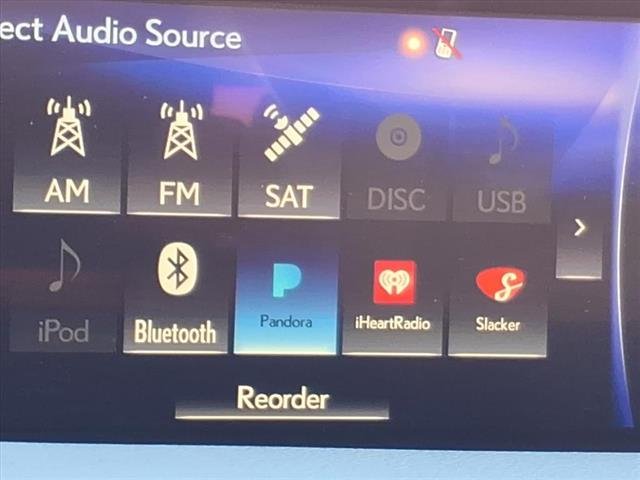 ect Audio Source
AM FM SAT DISC USB
iPod Bluetooth Pandora iHeartRadio Slacker
Reorder